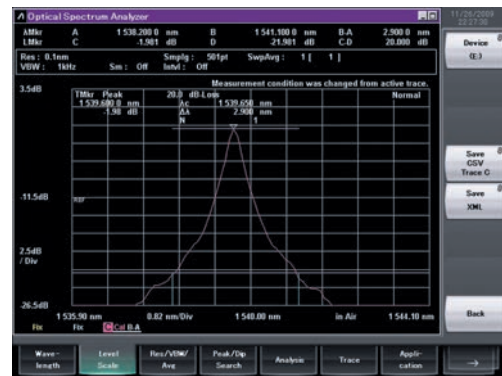 Optical Spectrum Analyzer
11/26/2009
λMkr A 1 538.200 0 nm B 1 541.100 0 nm B-A 2.900 0 nm
LMkr C -1.981 dB D -21.981 dB C-D 20.000 dB
Res : 0.1nm Smplg : 501pt SwpAvg : 1 [ 1 ]
VBW : 1kHz Sm : Off Intvl : Off
Measurement condition was changed from active trace.
3.5dB
TMkr Peak 20.0 dB-Loss Normal
1 539.600 0 nm λc 1 539.650 nm
-1.98 dB Δλ 2.900 nm
N 1
-11.5dB
REF
2.5dB
/ Div
-26.5dB
1 535.90 nm 0.82 nm/Div 1 540.00 nm in Air 1 544.10 nm
Fix Fix C Cal B-A
Device
(E:)
Save
CSV
Trace C
Save
XML
Back
Wave-
length
Level
Scale
Res/VBW/
Avg
Peak/Dip
Search
Analysis
Trace
Appli-
cation
→